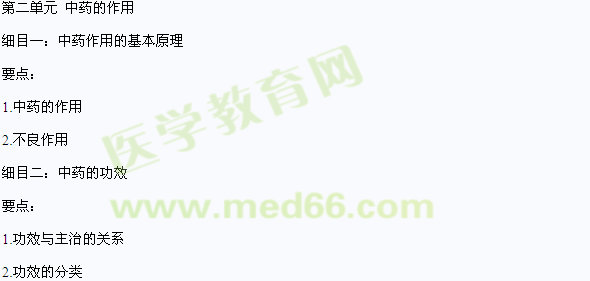 第二单元 中药的作用
细目一：中药作用的基本原理
要点：
1.中药的作用
2.不良作用
细目二：中药的功效
要点：
1.功效与主治的关系
2.功效的分类
医学教育网
www.med66.com